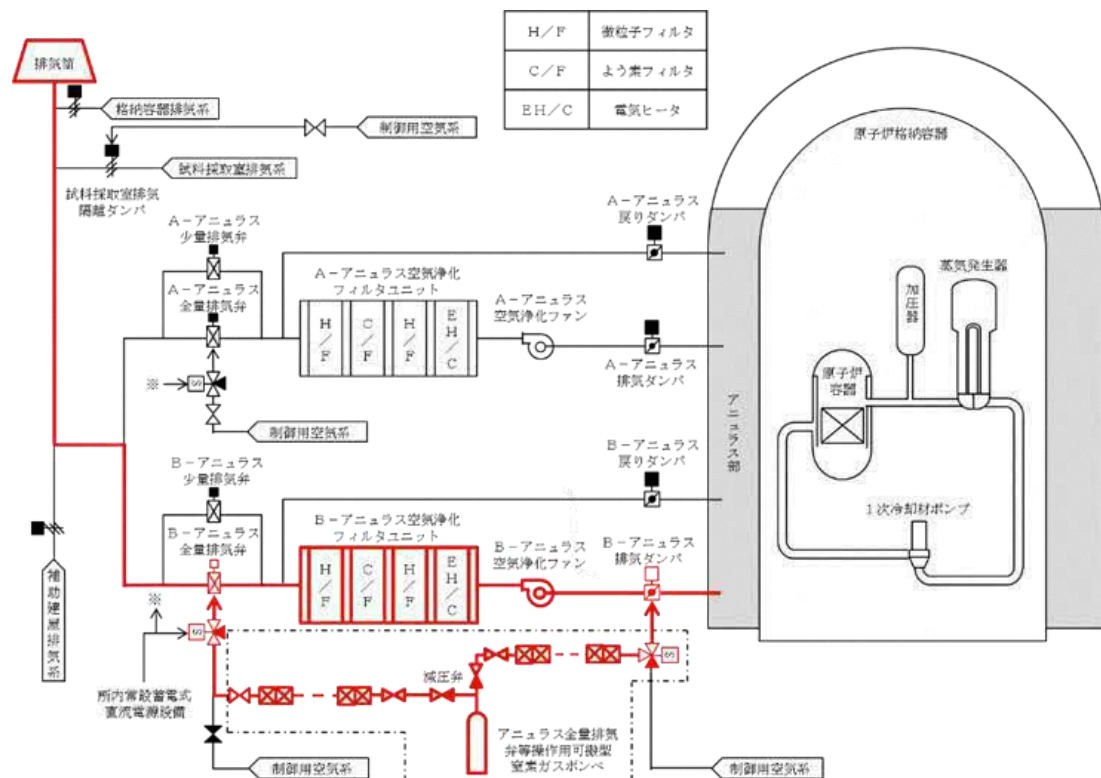 H/F 微粒子フィルタ
C/F よう素フィルタ
EH/C 電気ヒータ
排気筒
格納容器排気系
制御用空気系
試料採取室排気系
試料採取室排気
隔離ダンパ
A-アニュラス
少量排気弁
A-アニュラス
全量排気弁
A-アニュラス空気浄化
フィルタユニット
H/F
C/F
H/F
EH/C
A-アニュラス
空気浄化ファン
A-アニュラス
戻りダンパ
A-アニュラス
排気ダンパ
※
S
制御用空気系
原子炉格納容器
蒸気発生器
加圧器
原子炉
容器
アニュラス部
1次冷却材ポンプ
B-アニュラス
少量排気弁
B-アニュラス
全量排気弁
B-アニュラス空気浄化
フィルタユニット
H/F
C/F
H/F
EH/C
B-アニュラス
空気浄化ファン
B-アニュラス
戻りダンパ
B-アニュラス
排気ダンパ
補助建屋排気系
※
S
S
所内常設蓄電式
直流電源設備
減圧弁
アニュラス全量排気
弁等操作用可搬型
窒素ガスボンベ
制御用空気系
制御用空気系